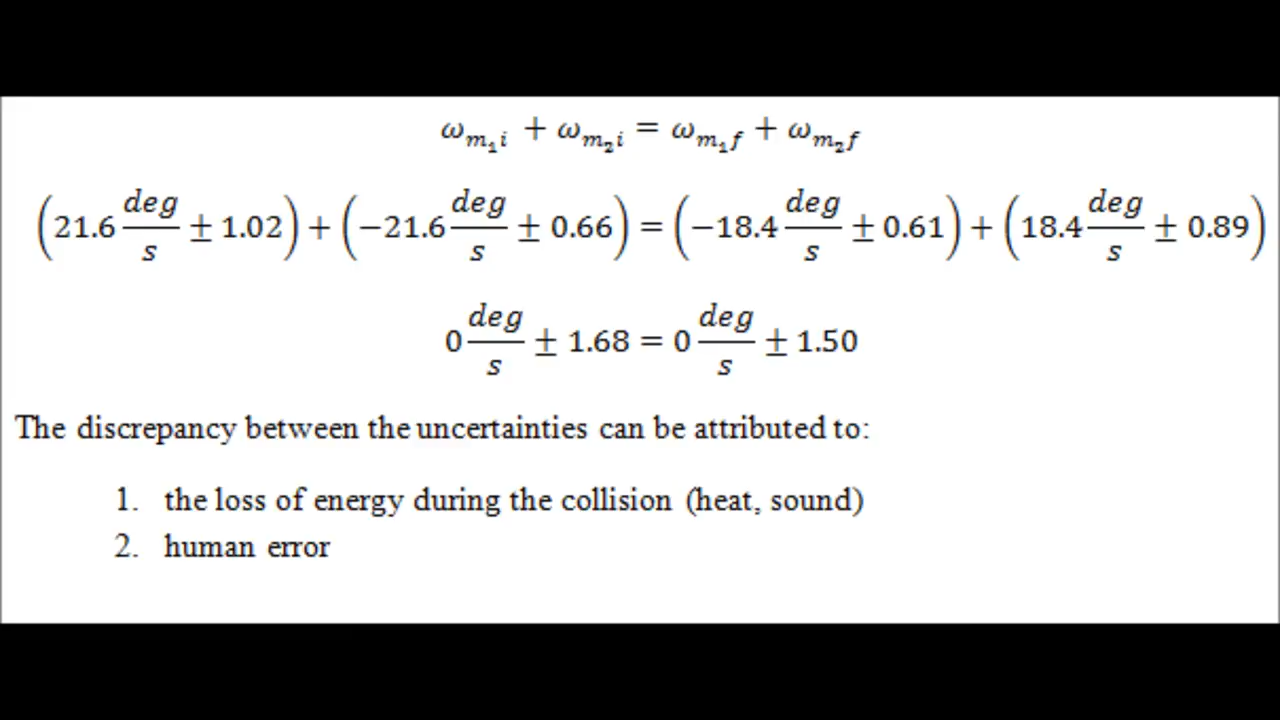 ω_{m₁i} + ω_{m₂i} = ω_{m₁f} + ω_{m₂f}
(21.6 deg/s ± 1.02) + (−21.6 deg/s ± 0.66) = (−18.4 deg/s ± 0.61) + (18.4 deg/s ± 0.89)
0 deg/s ± 1.68 = 0 deg/s ± 1.50
The discrepancy between the uncertainties can be attributed to:
1. the loss of energy during the collision (heat, sound)
2. human error